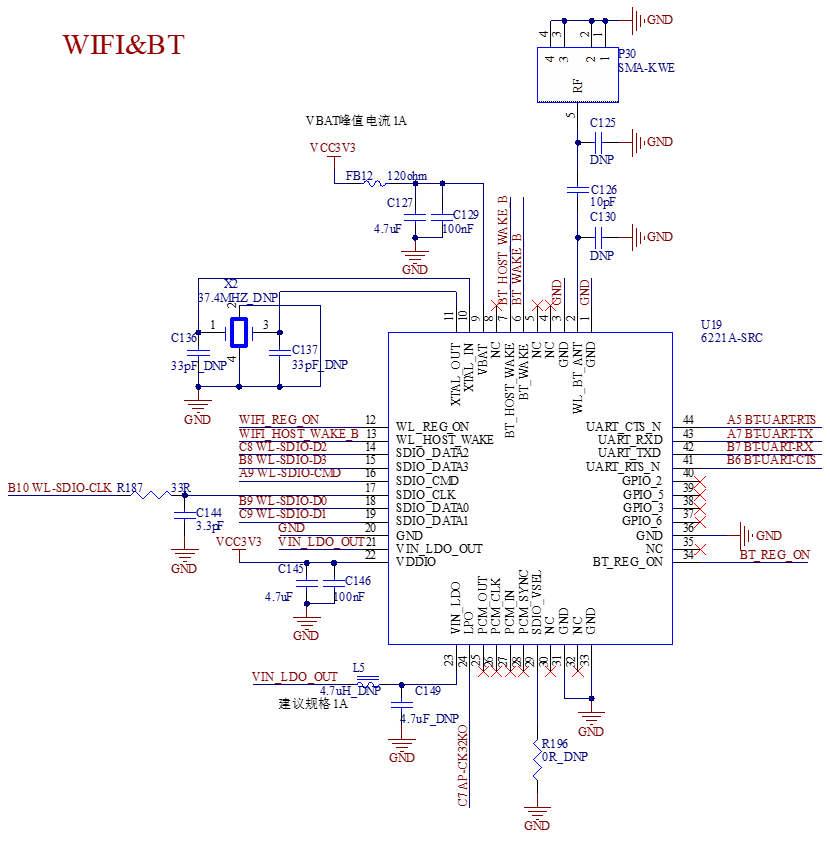 WIFI&BT
GND
4
3
2
1
4
3
2
1
P30
SMA-KWE
RF
5
VBAT峰值电流1A
VCC3V3
C125
GND
DNP
FB12
120ohm
C126
10pF
C127
4.7uF
C129
100nF
C130
GND
DNP
GND
BT_HOST_WAKE_B
BT_WAKE_B
GND
GND
X2
37.4MHZ_DNP
2
1
3
4
C136
33pF_DNP
C137
33pF_DNP
GND
11
10
9
8
7
6
5
4
3
2
1
U19
6221A-SRC
XTAL_OUT
XTAL_IN
VBAT
NC
BT_HOST_WAKE
BT_WAKE
NC
NC
GND
WL_BT_ANT
GND
WIFI_REG_ON 12 WL_REG_ON
WIFI_HOST_WAKE_B 13 WL_HOST_WAKE
C8 WL-SDIO-D2 14 SDIO_DATA2
B8 WL-SDIO-D3 15 SDIO_DATA3
A9 WL-SDIO-CMD 16 SDIO_CMD
B10 WL-SDIO-CLK R187 33R 17 SDIO_CLK
B9 WL-SDIO-D0 18 SDIO_DATA0
C9 WL-SDIO-D1 19 SDIO_DATA1
GND 20 GND
VIN_LDO_OUT 21 VIN_LDO_OUT
VCC3V3 22 VDDIO
UART_CTS_N 44 A5 BT-UART-RTS
UART_RXD 43 A7 BT-UART-TX
UART_TXD 42 B7 BT-UART-RX
UART_RTS_N 41 B6 BT-UART-CTS
GPIO_2 40
GPIO_5 39
GPIO_3 38
GPIO_6 37
GND 36 GND
NC 35
BT_REG_ON 34 BT_REG_ON
C144
3.3pF
GND
C145
4.7uF
C146
100nF
GND
VIN_LDO
LPO
PCM_OUT
PCM_CLK
PCM_IN
PCM_SYNC
SDIO_VSEL
NC
GND
NC
GND
23
24
25
26
27
28
29
30
31
32
33
VIN_LDO_OUT
L5
4.7uH_DNP
建议规格1A
C149
4.7uF_DNP
GND
C7 AP-CK32KO
GND
R196
0R_DNP
GND